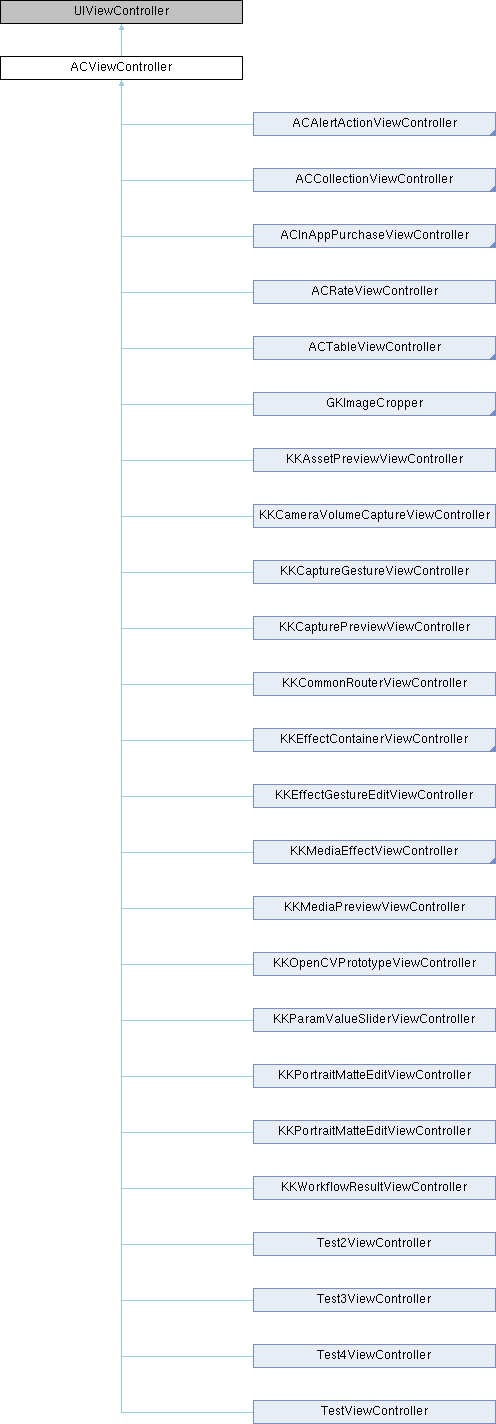 UIViewController
ACViewController
ACAlertActionViewController
ACCollectionViewController
ACInAppPurchaseViewController
ACRateViewController
ACTableViewController
GKImageCropper
KKAssetPreviewViewController
KKCameraVolumeCaptureViewController
KKCaptureGestureViewController
KKCapturePreviewViewController
KKCommonRouterViewController
KKEffectContainerViewController
KKEffectGestureEditViewController
KKMediaEffectViewController
KKMediaPreviewViewController
KKOpenCVPrototypeViewController
KKParamValueSliderViewController
KKPortraitMatteEditViewController
KKPortraitMatteEditViewController
KKWorkflowResultViewController
Test2ViewController
Test3ViewController
Test4ViewController
TestViewController